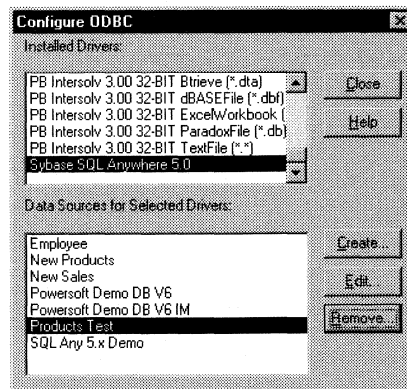 Configure ODBC
Installed Drivers:
PB Intersolv 3.00 32-BIT Btrieve (*.dta)
PB Intersolv 3.00 32-BIT dBASEFile (*.dbf)
PB Intersolv 3.00 32-BIT ExcelWorkbook (
PB Intersolv 3.00 32-BIT ParadoxFile (*.db)
PB Intersolv 3.00 32-BIT TextFile (*.*)
Sybase SQL Anywhere 5.0
Close
Help
Data Sources for Selected Drivers:
Employee
New Products
New Sales
Powersoft Demo DB V6
Powersoft Demo DB V6 IM
Products Test
SQL Any 5.x Demo
Create...
Edit...
Remove...